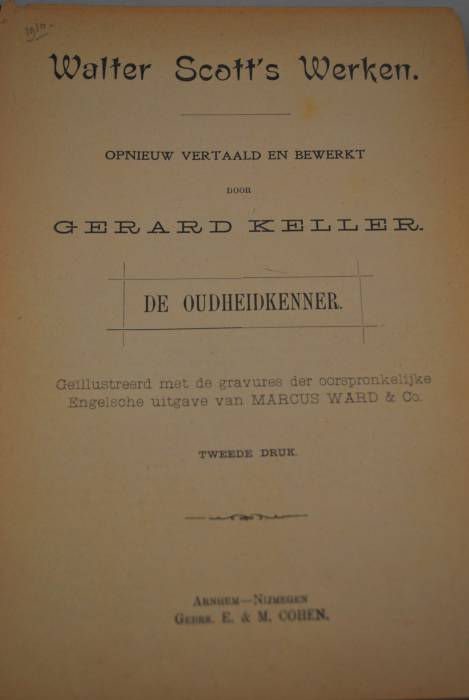 1910.
Walter Scott's Werken.
OPNIEUW VERTAALD EN BEWERKT
DOOR
GERARD KELLER.
DE OUDHEIDKENNER.
Geïllustreerd met de gravures der oorspronkelijke
Engelsche uitgave van MARCUS WARD & Co.
TWEEDE DRUK.
ARNHEM—NIJMEGEN
GEBRS. E. & M. COHEN.